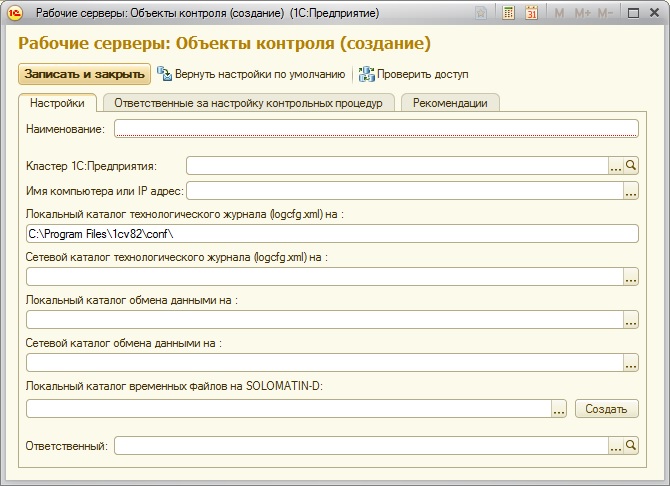 Рабочие серверы: Объекты контроля (создание) (1С:Предприятие)
M M+ M-
31
Рабочие серверы: Объекты контроля (создание)
Записать и закрыть Вернуть настройки по умолчанию Проверить доступ
Настройки Ответственные за настройку контрольных процедур Рекомендации
Наименование:
Кластер 1С:Предприятия: ...
Имя компьютера или IP адрес: ...
Локальный каталог технологического журнала (logcfg.xml) на :
C:\Program Files\1cv82\conf\
Сетевой каталог технологического журнала (logcfg.xml) на :
...
Локальный каталог обмена данными на :
...
Сетевой каталог обмена данными на :
...
Локальный каталог временных файлов на SOLOMATIN-D:
... Создать
Ответственный: ...